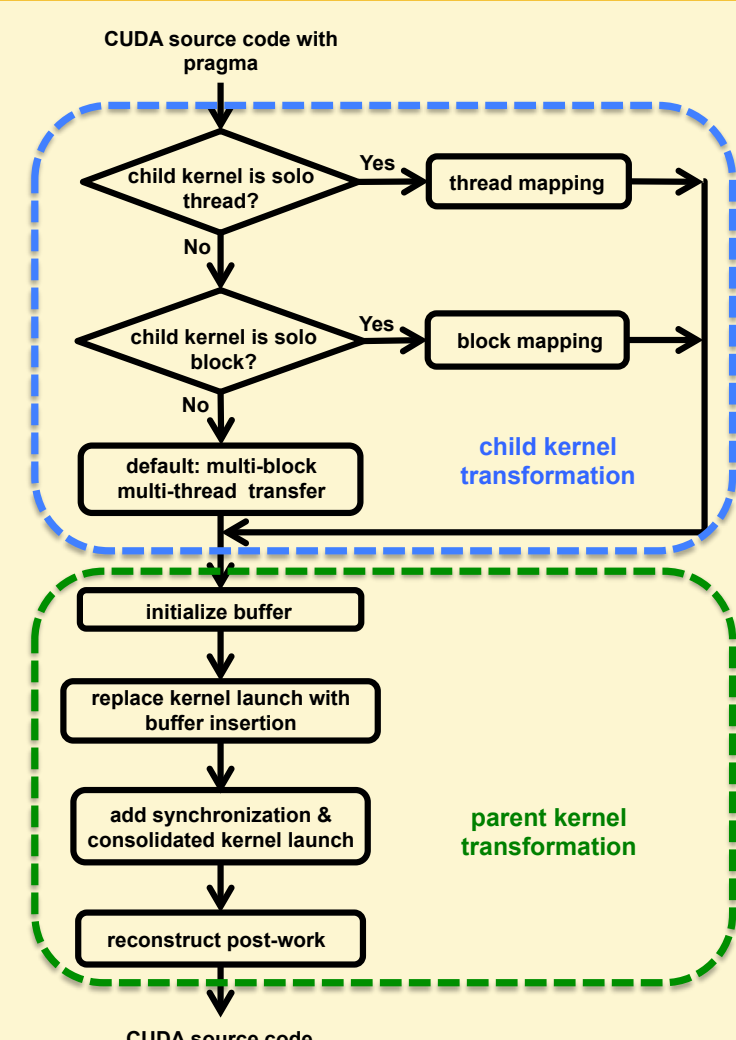 CUDA source code with
pragma
child kernel is solo
thread?
Yes
thread mapping
No
child kernel is solo
block?
Yes
block mapping
No
default: multi-block
multi-thread transfer
child kernel
transformation
initialize buffer
replace kernel launch with
buffer insertion
add synchronization &
consolidated kernel launch
parent kernel
transformation
reconstruct post-work
CUDA source code